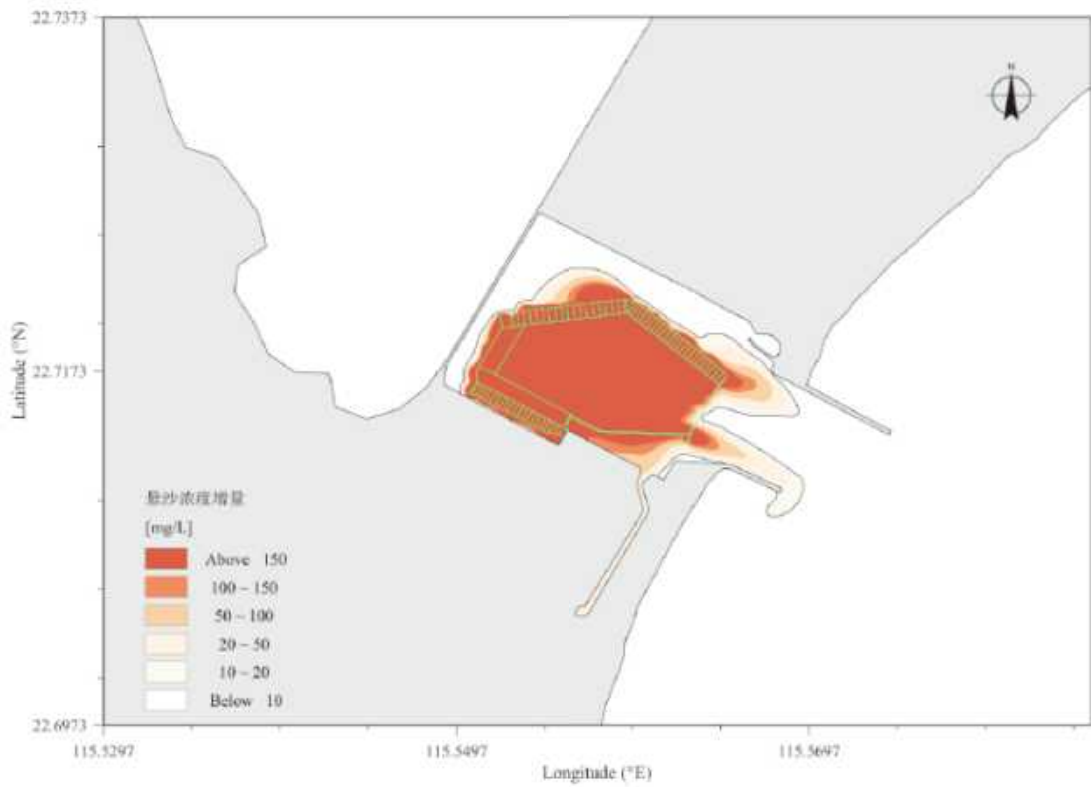 22.7373
N
22.7173
Latitude (°N)
悬沙浓度增量
[mg/L]
Above 150
100 ~ 150
50 ~ 100
20 ~ 50
10 ~ 20
Below 10
22.6973
115.5297
115.5497
115.5697
Longitude (°E)